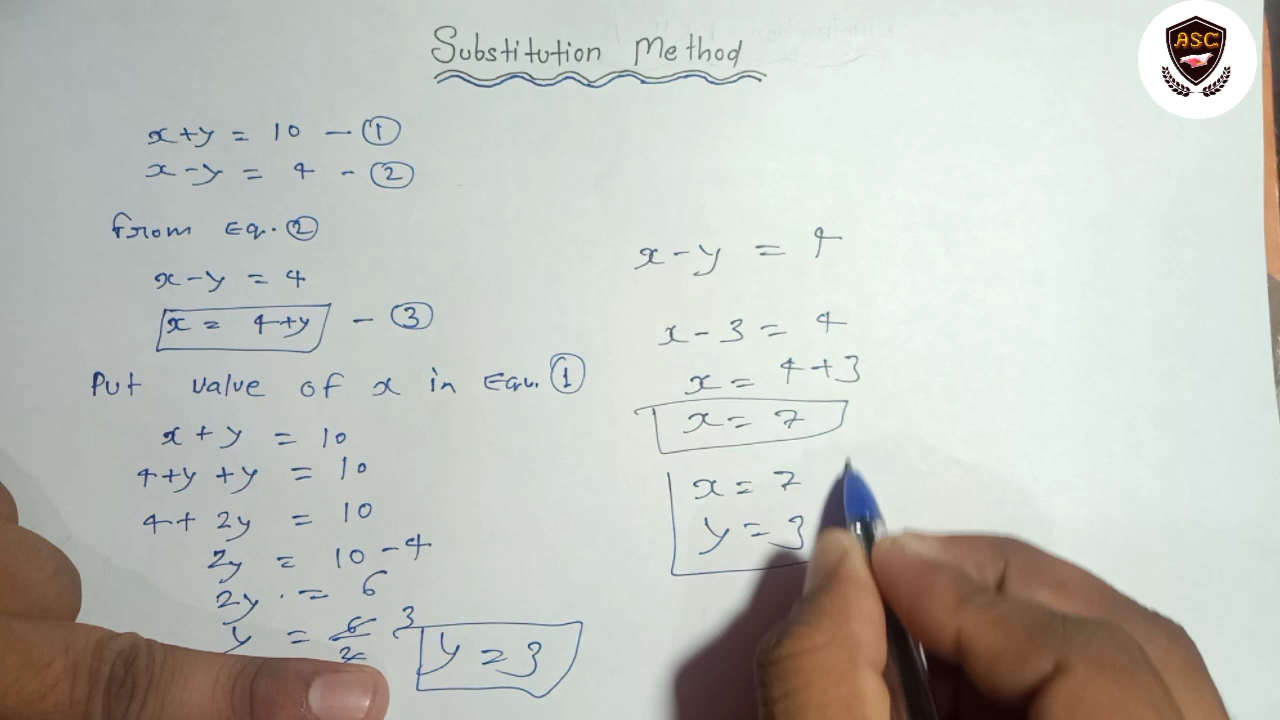 Substitution Method
ASC
x+y = 10 — ①
x-y = 4 - ②
from Eq. ②
x-y = 4
x = 4+y — ③
Put value of x in Equ. ①
x + y = 10
4+y +y = 10
4+ 2y = 10
2y = 10-4
2y . = 6
y = 6/2 3
y = 3
x-y = 4
x-3 = 4
x = 4+3
x = 7
x = 7
y = 3